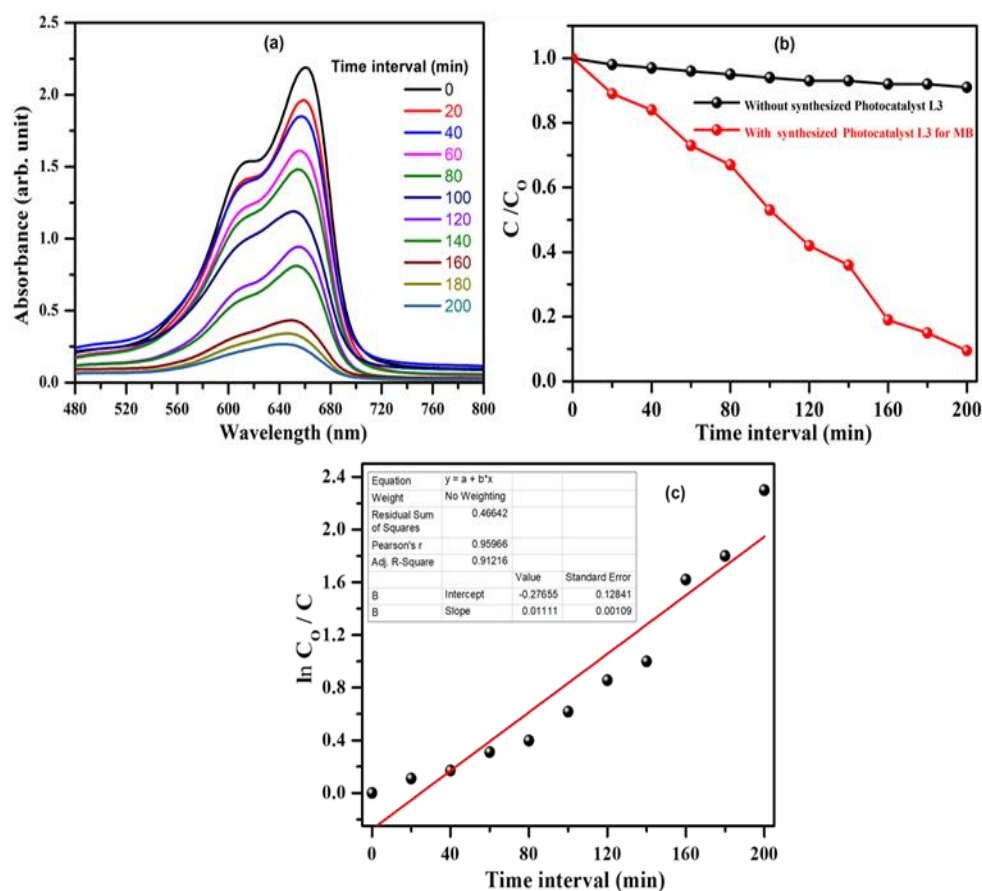 (a)
Time interval (min)
0
20
40
60
80
100
120
140
160
180
200
2.5
2.0
1.5
1.0
0.5
0.0
Absorbance (arb. unit)
480 520 560 600 640 680 720 760 800
Wavelength (nm)
(b)
Without synthesized Photocatalyst L3
With synthesized Photocatalyst L3 for MB
1.0
0.8
0.6
0.4
0.2
0.0
C /CO
0 40 80 120 160 200
Time interval (min)
(c)
Equation y = a + b*x
Weight No Weighting
Residual Sum of Squares 0.46642
Pearson's r 0.95966
Adj. R-Square 0.91216
Value Standard Error
B Intercept -0.27655 0.12841
B Slope 0.01111 0.00109
2.4
2.0
1.6
1.2
0.8
0.4
0.0
ln CO / C
0 40 80 120 160 200
Time interval (min)